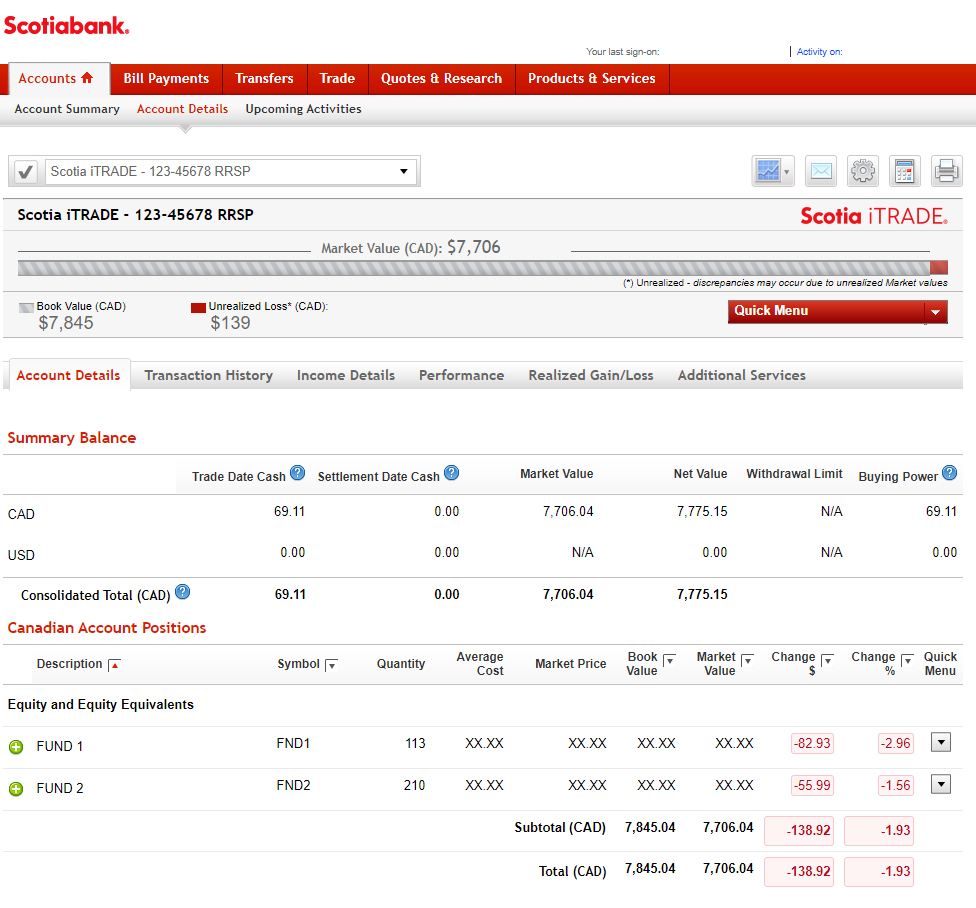 Scotiabank.
Your last sign-on: | Activity on:
Accounts Bill Payments Transfers Trade Quotes & Research Products & Services
Account Summary Account Details Upcoming Activities
Scotia iTRADE - 123-45678 RRSP
Scotia iTRADE - 123-45678 RRSP Scotia iTRADE.
Market Value (CAD): $7,706
(*) Unrealized - discrepancies may occur due to unrealized Market values
Book Value (CAD) Unrealized Loss* (CAD):
$7,845 $139
Quick Menu
Account Details Transaction History Income Details Performance Realized Gain/Loss Additional Services
Summary Balance
Trade Date Cash ? Settlement Date Cash ? Market Value Net Value Withdrawal Limit Buying Power ?
CAD 69.11 0.00 7,706.04 7,775.15 N/A 69.11
USD 0.00 0.00 N/A 0.00 N/A 0.00
Consolidated Total (CAD) ? 69.11 0.00 7,706.04 7,775.15
Canadian Account Positions
Description Symbol Quantity Average Cost Market Price Book Value Market Value Change $ Change % Quick Menu
Equity and Equity Equivalents
FUND 1 FND1 113 XX.XX XX.XX XX.XX XX.XX -82.93 -2.96
FUND 2 FND2 210 XX.XX XX.XX XX.XX XX.XX -55.99 -1.56
Subtotal (CAD) 7,845.04 7,706.04 -138.92 -1.93
Total (CAD) 7,845.04 7,706.04 -138.92 -1.93